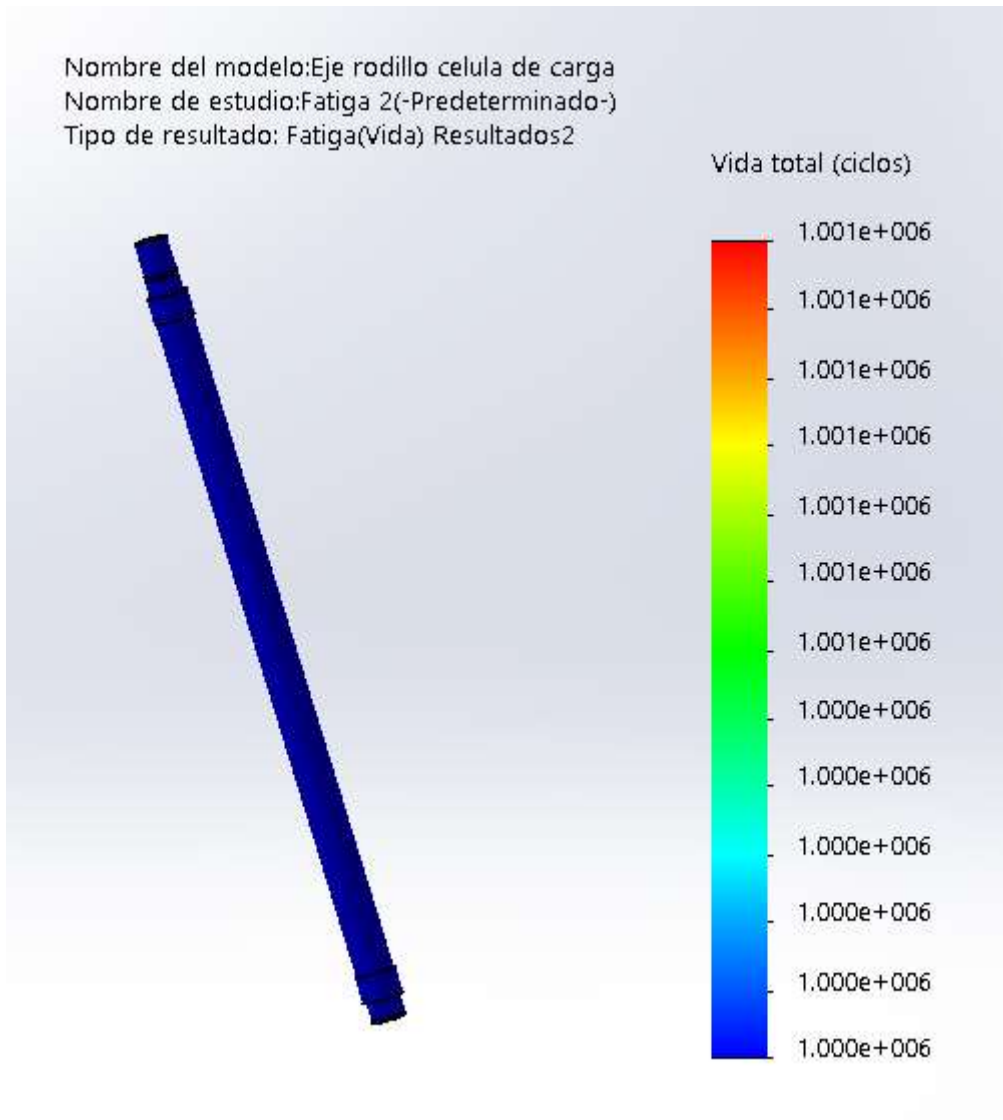 Nombre del modelo:Eje rodillo celula de carga
Nombre de estudio:Fatiga 2(-Predeterminado-)
Tipo de resultado: Fatiga(Vida) Resultados2
Vida total (ciclos)
1.001e+006
1.001e+006
1.001e+006
1.001e+006
1.001e+006
1.001e+006
1.001e+006
1.000e+006
1.000e+006
1.000e+006
1.000e+006
1.000e+006
1.000e+006